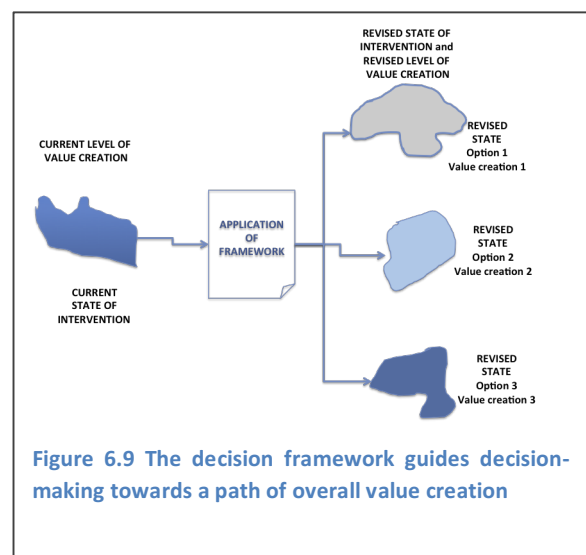 REVISED STATE OF
INTERVENTION and
REVISED LEVEL OF
VALUE CREATION
REVISED
STATE
Option 1
Value creation 1
CURRENT LEVEL OF
VALUE CREATION
APPLICATION
OF
FRAMEWORK
REVISED
STATE
Option 2
Value creation 2
CURRENT
STATE OF
INTERVENTION
REVISED
STATE
Option 3
Value creation 3
Figure 6.9 The decision framework guides decision-
making towards a path of overall value creation